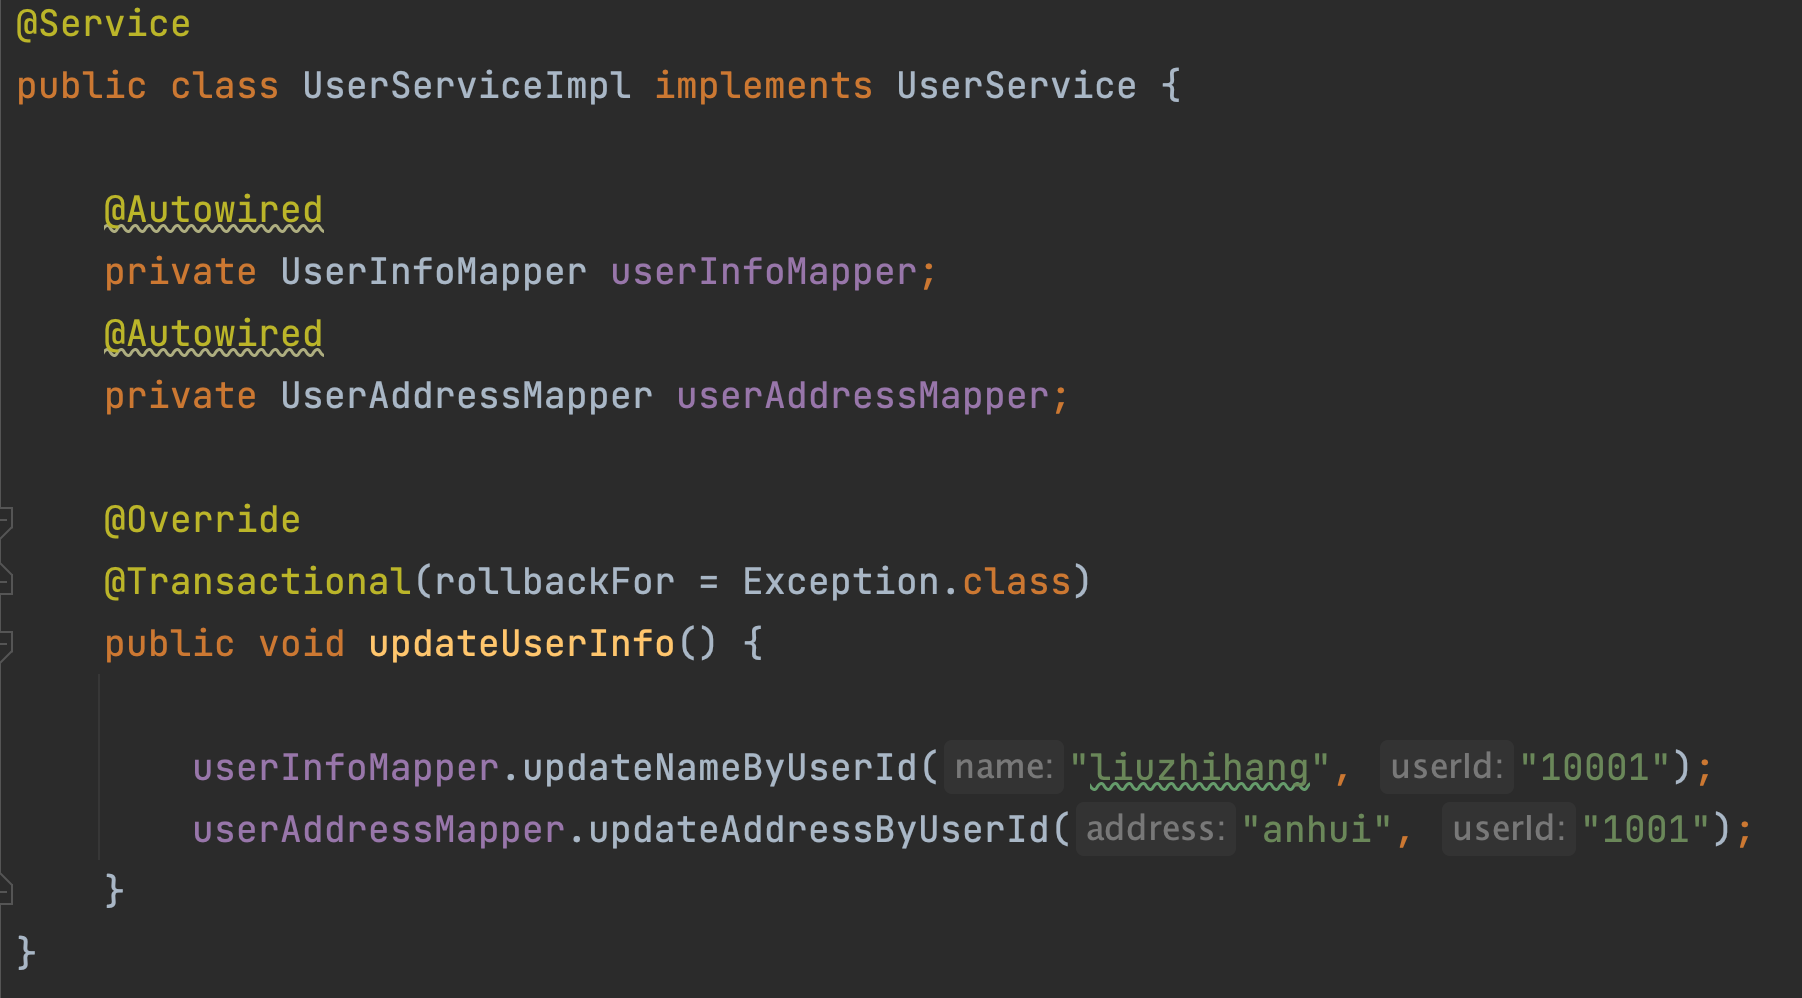 @Service
public class UserServiceImpl implements UserService {
@Autowired
private UserInfoMapper userInfoMapper;
@Autowired
private UserAddressMapper userAddressMapper;
@Override
@Transactional(rollbackFor = Exception.class)
public void updateUserInfo() {
userInfoMapper.updateNameByUserId( name: "liuzhihang", userId: "10001");
userAddressMapper.updateAddressByUserId( address: "anhui", userId: "1001");
}
}